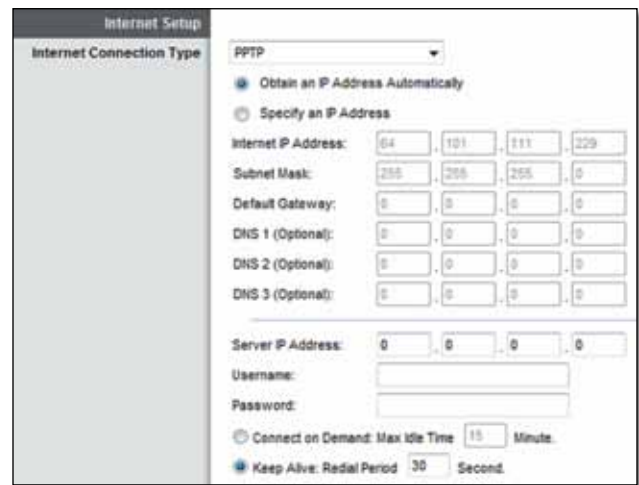 Internet Setup
Internet Connection Type
PPTP
Obtain an IP Address Automatically
Specify an IP Address
Internet IP Address: 64 . 101 . 111 . 229
Subnet Mask: 255 . 255 . 255 . 0
Default Gateway: 0 . 0 . 0 . 0
DNS 1 (Optional): 0 . 0 . 0 . 0
DNS 2 (Optional): 0 . 0 . 0 . 0
DNS 3 (Optional): 0 . 0 . 0 . 0
Server IP Address: 0 . 0 . 0 . 0
Username:
Password:
Connect on Demand: Max Idle Time 15 Minute.
Keep Alive: Redial Period 30 Second.